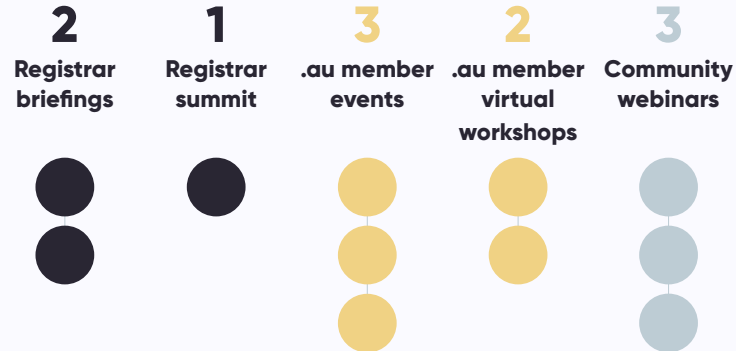 2
Registrar
briefings
1
Registrar
summit
3
.au member
events
2
.au member
virtual
workshops
3
Community
webinars